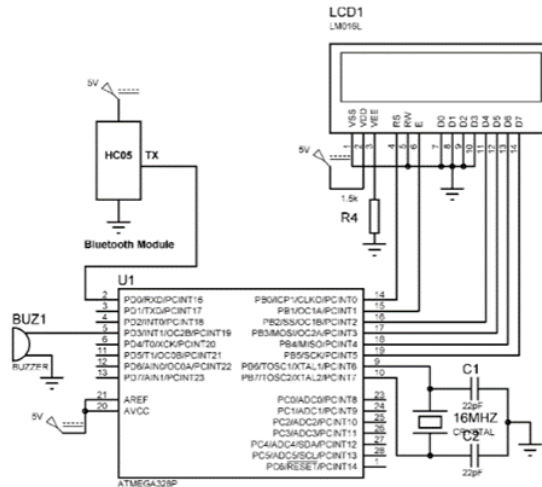 LCD1
LM016L
VSS VDD VEE RS RW E D0 D1 D2 D3 D4 D5 D6 D7
1 2 3 4 5 6 7 8 9 10 11 12 13 14
5V
HC05 TX
5V
1.5k
R4
Bluetooth Module
U1
2 PD0/RXD/PCINT16 PB0/ICP1/CLKO/PCINT0 14
3 PD1/TXD/PCINT17 PB1/OC1A/PCINT1 15
4 PD2/INT0/PCINT18 PB2/SS/OC1B/PCINT2 16
5 PD3/INT1/OC2B/PCINT19 PB3/MOSI/OC2A/PCINT3 17
6 PD4/T0/XCK/PCINT20 PB4/MISO/PCINT4 18
11 PD5/T1/OC0B/PCINT21 PB5/SCK/PCINT5 19
12 PD6/AIN0/OC0A/PCINT22 PB6/TOSC1/XTAL1/PCINT6 9
13 PD7/AIN1/PCINT23 PB7/TOSC2/XTAL2/PCINT7 10
BUZ1
BUZZER
21 AREF PC0/ADC0/PCINT8 23
20 AVCC PC1/ADC1/PCINT9 24
5V
PC2/ADC2/PCINT10 25
PC3/ADC3/PCINT11 26
PC4/ADC4/SDA/PCINT12 27
PC5/ADC5/SCL/PCINT13 28
PC6/RESET/PCINT14 1
ATMEGA328P
C1
22pF
16MHZ
CRYSTAL
C2
22pF